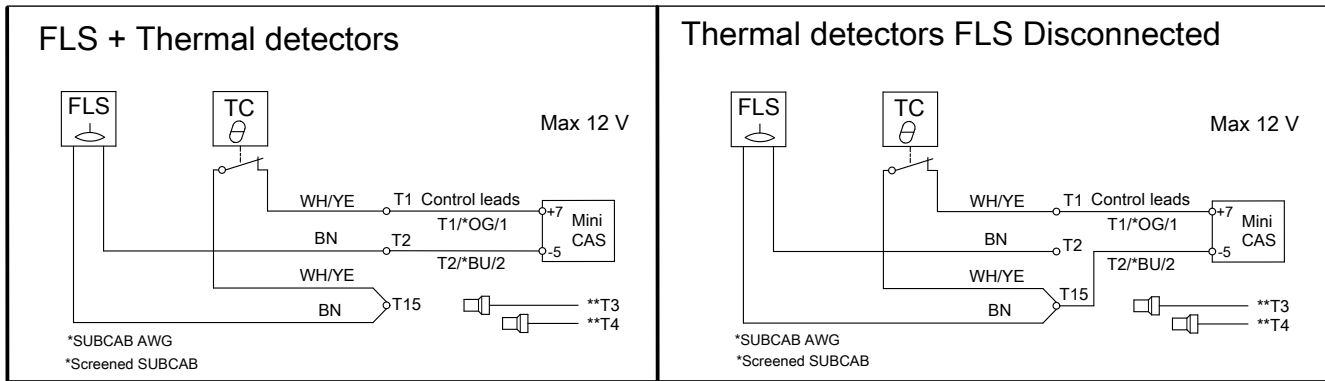 FLS + Thermal detectors
FLS
TC
Max 12 V
WH/YE
T1
Control leads
+7
Mini
CAS
T1/*OG/1
BN
T2
-5
T2/*BU/2
WH/YE
T15
BN
**T3
**T4
*SUBCAB AWG
*Screened SUBCAB
Thermal detectors FLS Disconnected
FLS
TC
Max 12 V
WH/YE
T1
Control leads
+7
Mini
CAS
T1/*OG/1
BN
T2
-5
T2/*BU/2
WH/YE
T15
BN
**T3
**T4
*SUBCAB AWG
*Screened SUBCAB